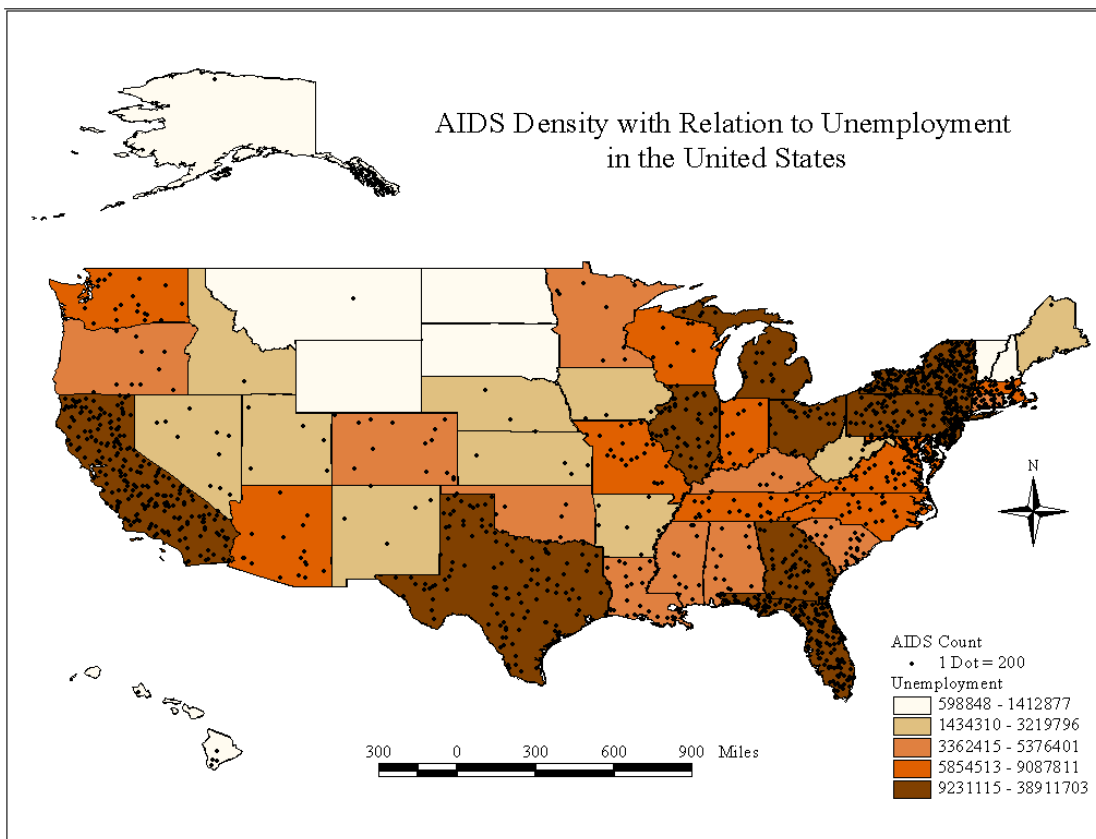 AIDS Density with Relation to Unemployment
in the United States
N
AIDS Count
1 Dot = 200
Unemployment
598848 - 1412877
1434310 - 3219796
3362415 - 5376401
5854513 - 9087811
9231115 - 38911703
300 0 300 600 900 Miles